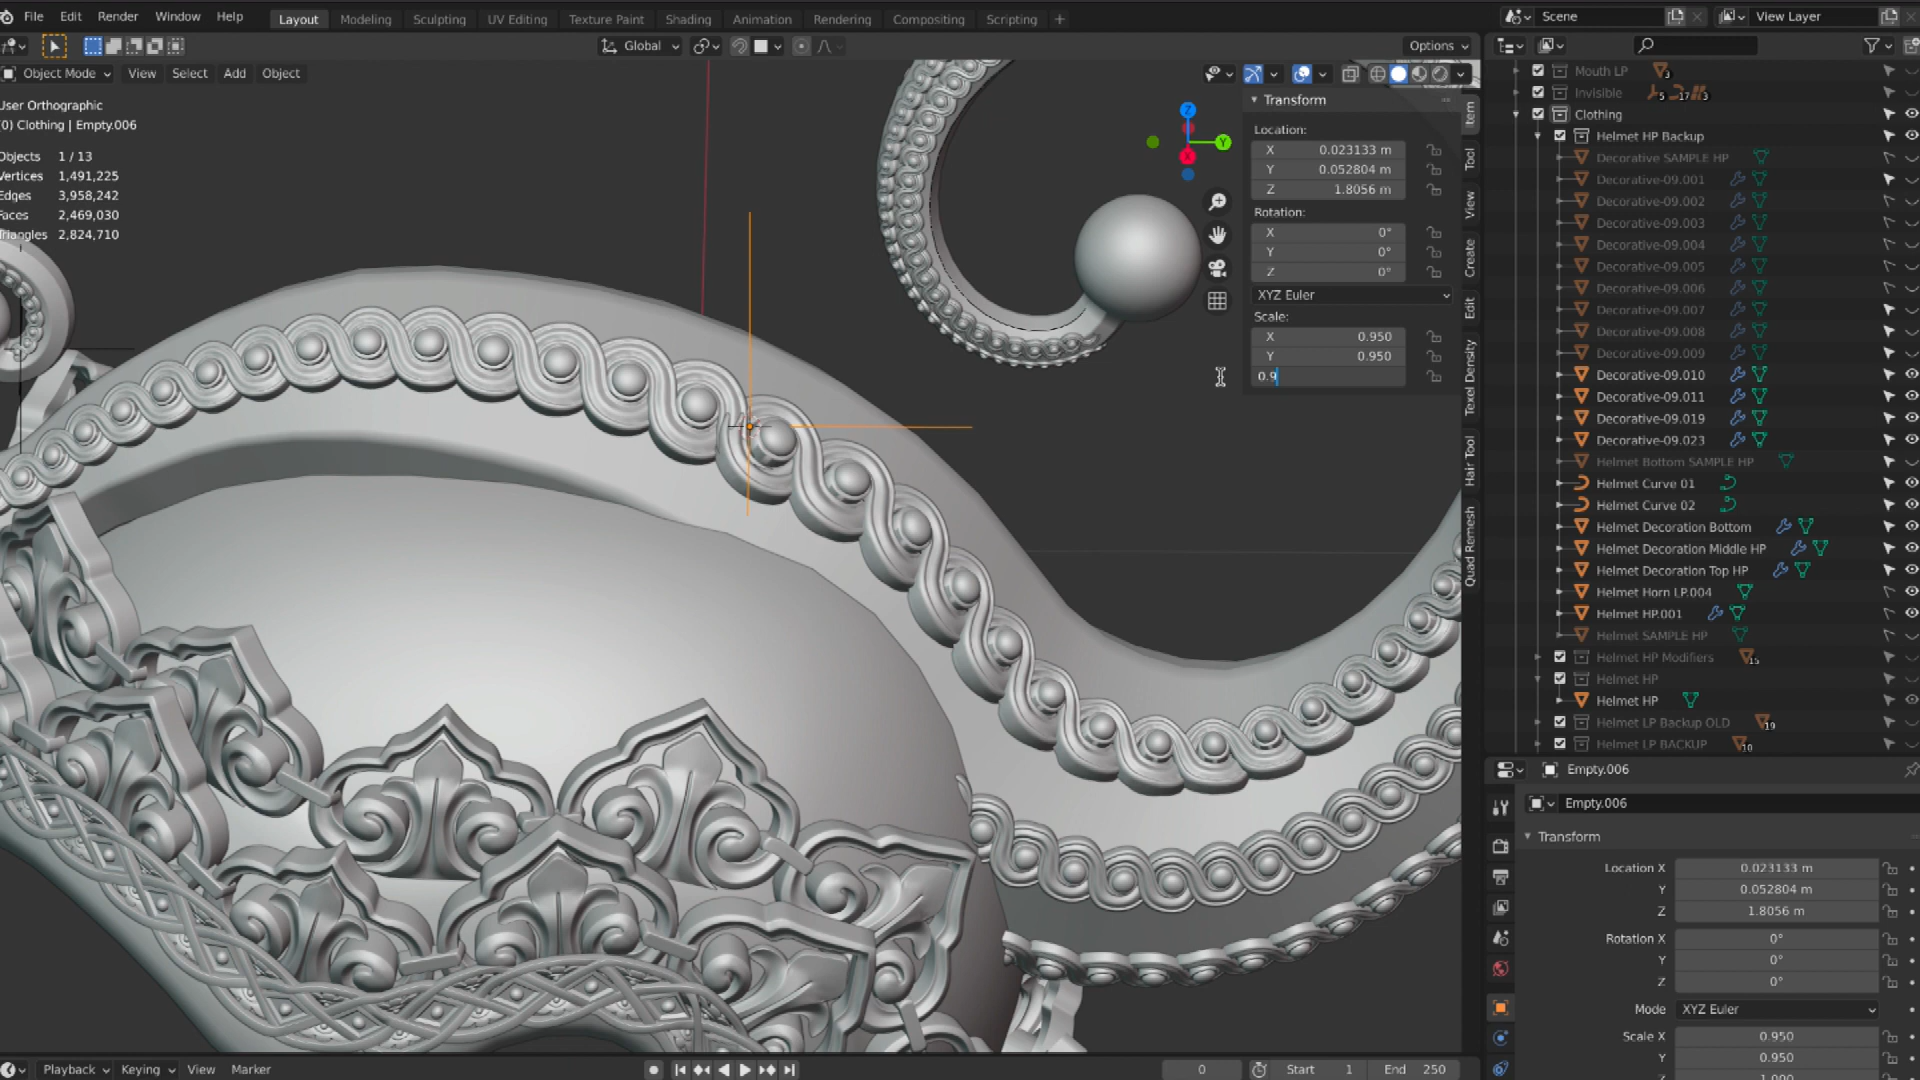 File Edit Render Window Help Layout Modeling Sculpting UV Editing Texture Paint Shading Animation Rendering Compositing Scripting + Scene View Layer
Global Options
Object Mode View Select Add Object
User Orthographic
(0) Clothing | Empty.006
Objects 1 / 13
Vertices 1,491,225
Edges 3,958,242
Faces 2,469,030
Triangles 2,824,710
Z
Y
X
Transform
Location:
X 0.023133 m
Y 0.052804 m
Z 1.8056 m
Rotation:
X 0°
Y 0°
Z 0°
XYZ Euler
Scale:
X 0.950
Y 0.950
0.9
Item
Tool
View
Create
Edit
Texel Density
Hair Tool
Quad Remesh
Mouth LP 3
Invisible 5 17 3
Clothing
Helmet HP Backup
Decorative SAMPLE HP
Decorative-09.001
Decorative-09.002
Decorative-09.003
Decorative-09.004
Decorative-09.005
Decorative-09.006
Decorative-09.007
Decorative-09.008
Decorative-09.009
Decorative-09.010
Decorative-09.011
Decorative-09.019
Decorative-09.023
Helmet Bottom SAMPLE HP
Helmet Curve 01
Helmet Curve 02
Helmet Decoration Bottom
Helmet Decoration Middle HP
Helmet Decoration Top HP
Helmet Horn LP.004
Helmet HP.001
Helmet SAMPLE HP
Helmet HP Modifiers 15
Helmet HP
Helmet HP
Helmet LP Backup OLD 19
Helmet LP BACKUP 10
Empty.006
Empty.006
Transform
Location X 0.023133 m
Y 0.052804 m
Z 1.8056 m
Rotation X 0°
Y 0°
Z 0°
Mode XYZ Euler
Scale X 0.950
Y 0.950
Z 1.000
Playback Keying View Marker 0 Start 1 End 250